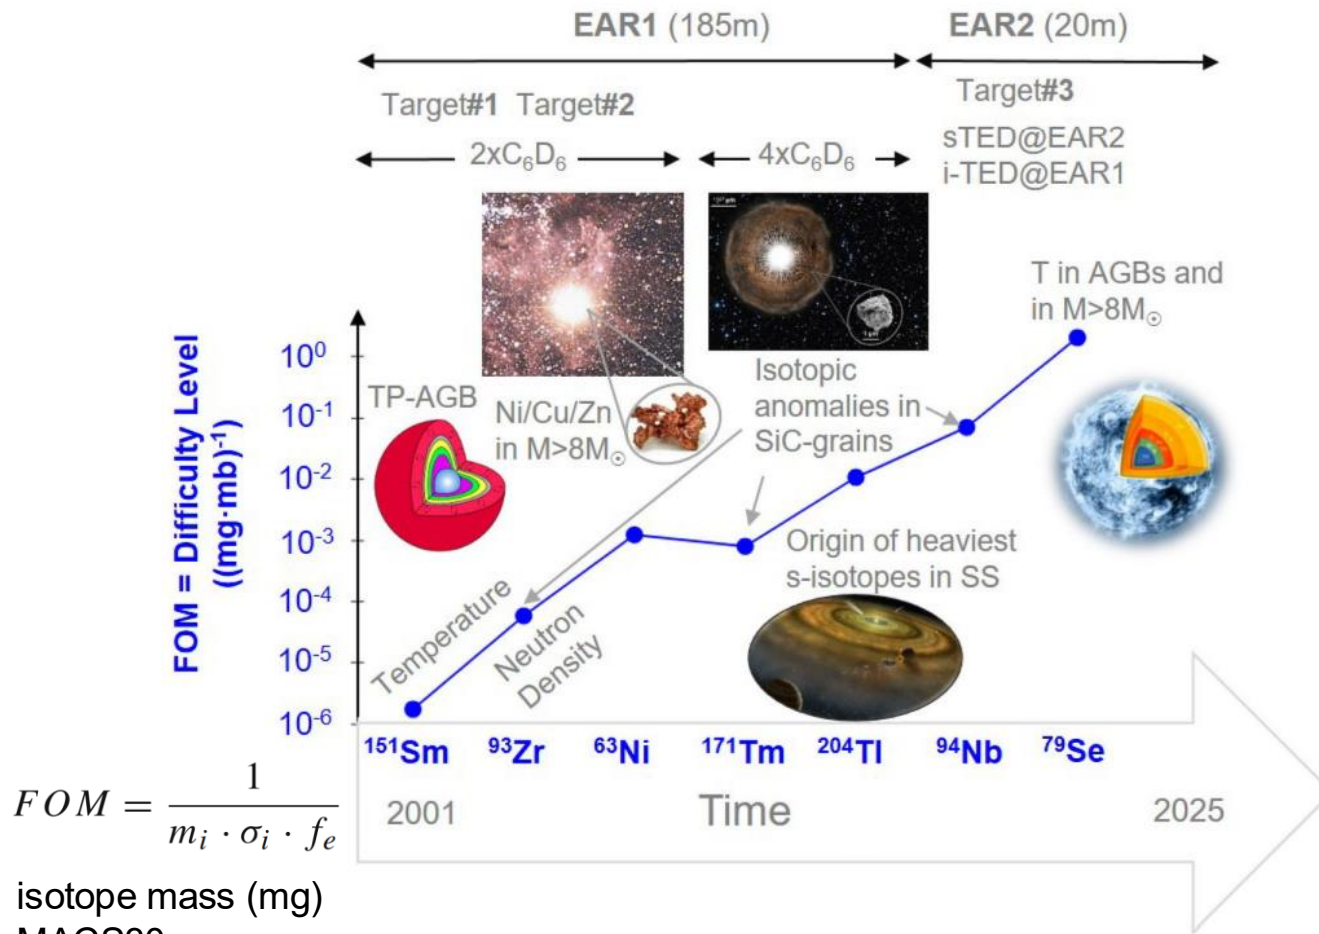 EAR1 (185m)
EAR2 (20m)
Target#1 Target#2
Target#3
2xC₆D₆
4xC₆D₆
sTED@EAR2
i-TED@EAR1
T in AGBs and
in M>8M☉
FOM = Difficulty Level
((mg·mb)⁻¹)
10⁰
10⁻¹
10⁻²
10⁻³
10⁻⁴
10⁻⁵
10⁻⁶
TP-AGB
Ni/Cu/Zn
in M>8M☉
Isotopic
anomalies in
SiC-grains
Origin of heaviest
s-isotopes in SS
Temperature
Neutron
Density
¹⁵¹Sm ⁹³Zr ⁶³Ni ¹⁷¹Tm ²⁰⁴Tl ⁹⁴Nb ⁷⁹Se
2001 Time 2025
FOM = 1 / (mᵢ · σᵢ · fₑ)
isotope mass (mg)